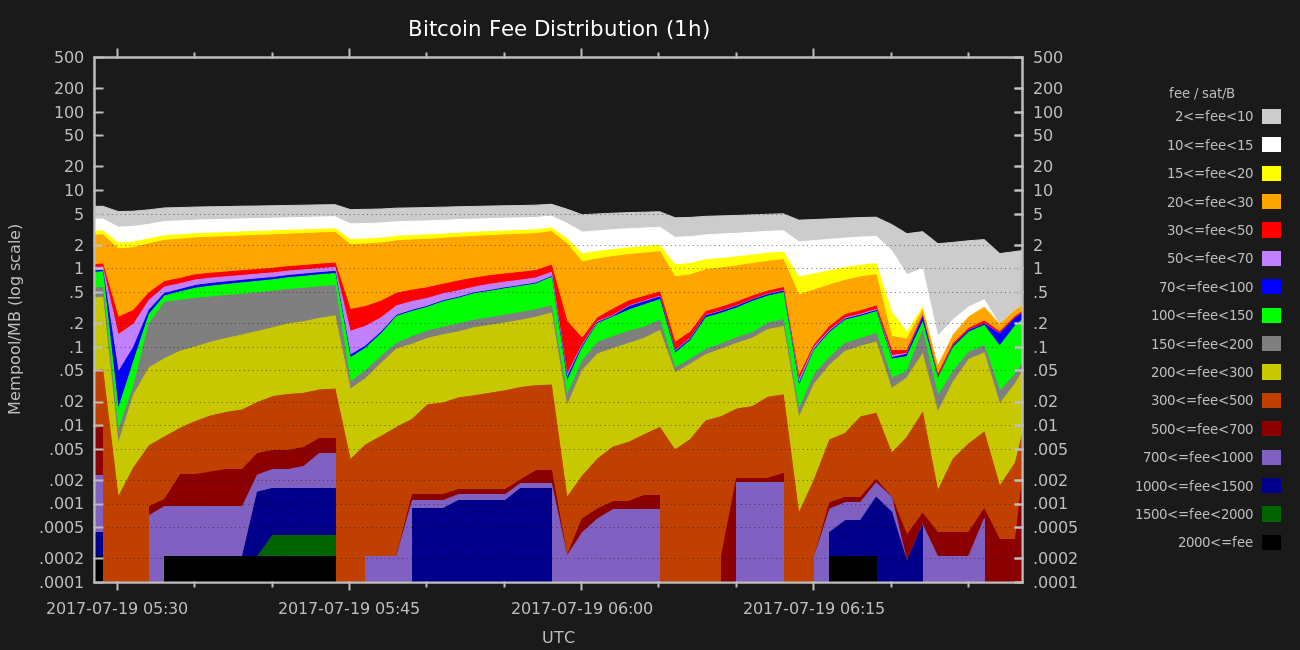 Bitcoin Fee Distribution (1h)
500
200
100
50
20
10
5
2
1
.5
.2
.1
.05
.02
.01
.005
.002
.001
.0005
.0002
.0001
Mempool/MB (log scale)
500
200
100
50
20
10
5
2
1
.5
.2
.1
.05
.02
.01
.005
.002
.001
.0005
.0002
.0001
2017-07-19 05:30 2017-07-19 05:45 2017-07-19 06:00 2017-07-19 06:15
UTC
fee / sat/B
2<=fee<10
10<=fee<15
15<=fee<20
20<=fee<30
30<=fee<50
50<=fee<70
70<=fee<100
100<=fee<150
150<=fee<200
200<=fee<300
300<=fee<500
500<=fee<700
700<=fee<1000
1000<=fee<1500
1500<=fee<2000
2000<=fee